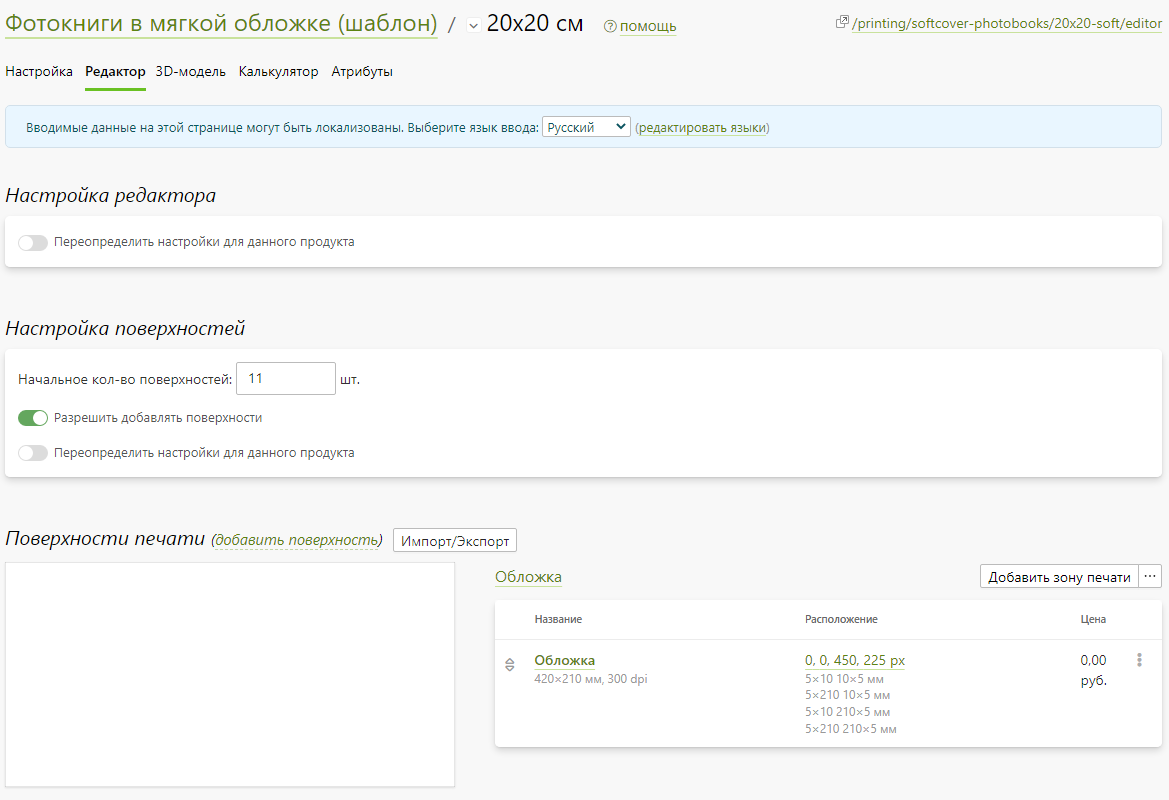 Фотокниги в мягкой обложке (шаблон) / 20x20 см помощь /printing/softcover-photobooks/20x20-soft/editor
Настройка Редактор 3D-модель Калькулятор Атрибуты
Вводимые данные на этой странице могут быть локализованы. Выберите язык ввода: Русский (редактировать языки)
Настройка редактора
Переопределить настройки для данного продукта
Настройка поверхностей
Начальное кол-во поверхностей: 11 шт.
Разрешить добавлять поверхности
Переопределить настройки для данного продукта
Поверхности печати (добавить поверхность) Импорт/Экспорт
Обложка Добавить зону печати ...
Название Расположение Цена
Обложка 0, 0, 450, 225 px 0,00
420×210 мм, 300 dpi 5×10 10×5 мм руб.
5×210 10×5 мм
5×10 210×5 мм
5×210 210×5 мм